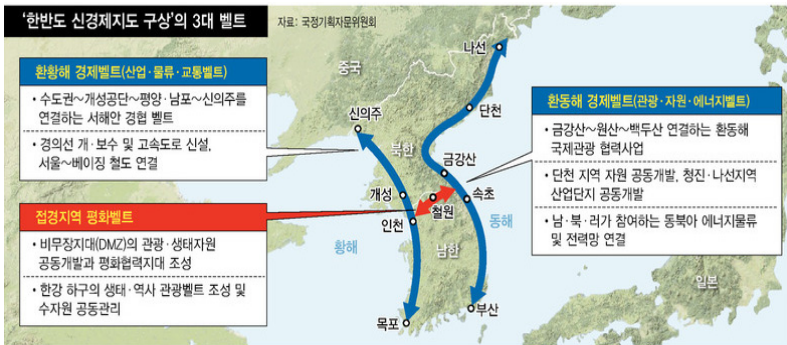 ‘한반도 신경제지도 구상’의 3대 벨트
자료: 국정기획자문위원회
환황해 경제벨트(산업·물류·교통벨트)
• 수도권~개성공단~평양·남포~신의주를
연결하는 서해안 경협 벨트
• 경의선 개·보수 및 고속도로 신설,
서울~베이징 철도 연결
접경지역 평화벨트
• 비무장지대(DMZ)의 관광·생태자원
공동개발과 평화협력지대 조성
• 한강 하구의 생태·역사 관광벨트 조성 및
수자원 공동관리
환동해 경제벨트(관광·자원·에너지벨트)
• 금강산~원산~백두산 연결하는 환동해
국제관광 협력사업
• 단천 지역 자원 공동개발, 청진·나선지역
산업단지 공동개발
• 남·북·러가 참여하는 동북아 에너지물류
및 전력망 연결
중국
나선
단천
신의주
북한
금강산
개성
철원
속초
인천
황해
동해
남한
목포
부산
일본